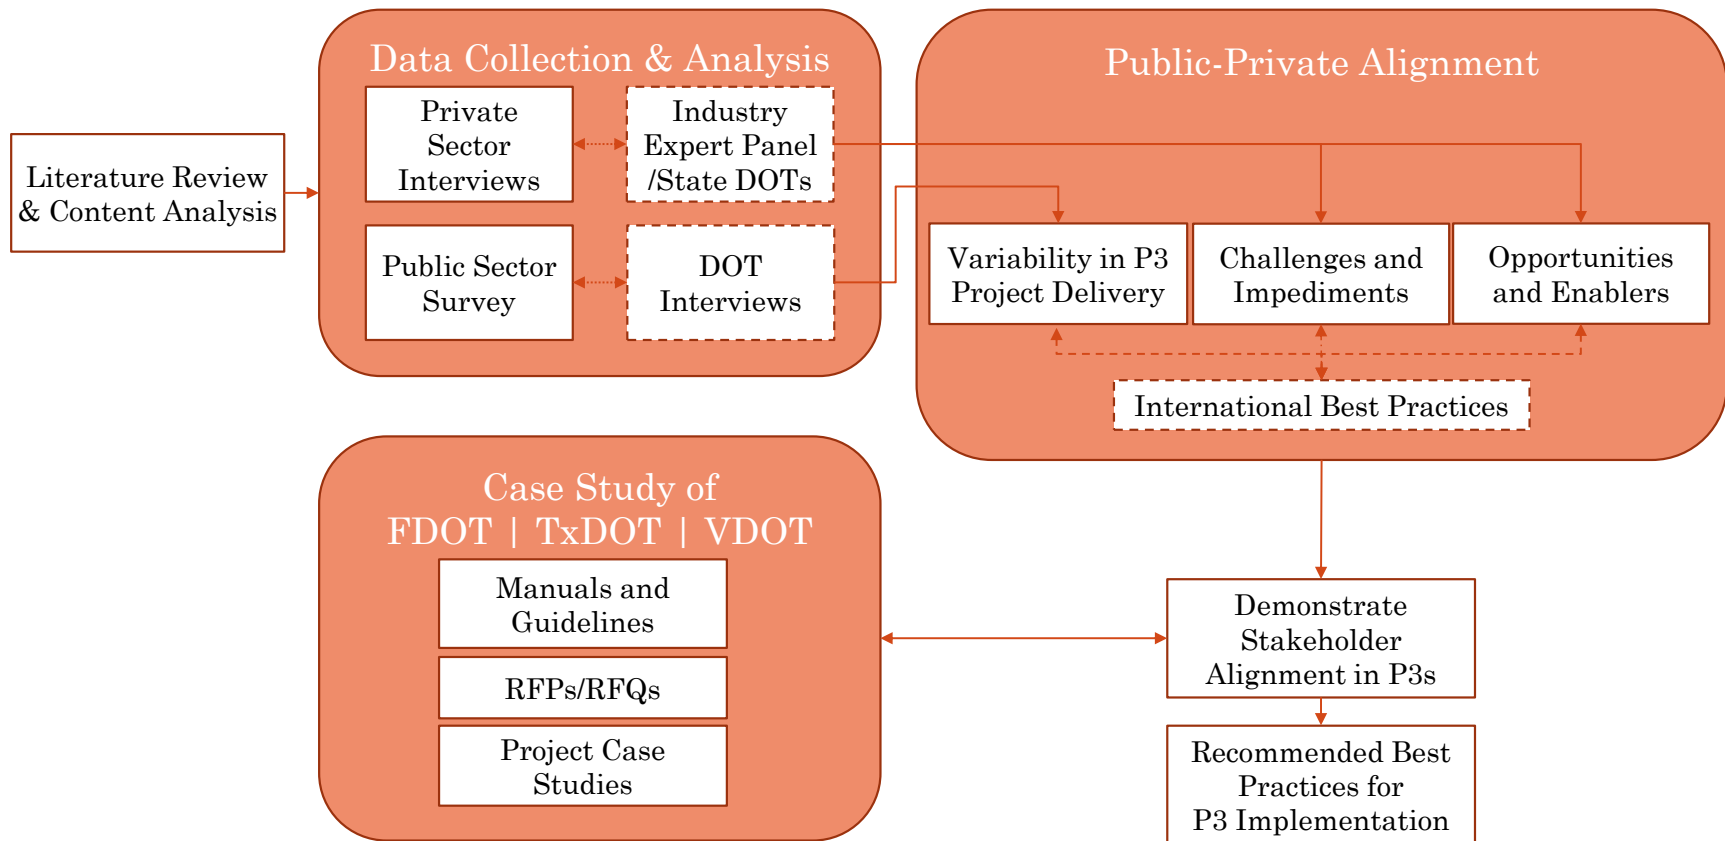 Literature Review
& Content Analysis
Data Collection & Analysis
Private
Sector
Interviews
Industry
Expert Panel
/State DOTs
Public Sector
Survey
DOT
Interviews
Public-Private Alignment
Variability in P3
Project Delivery
Challenges and
Impediments
Opportunities
and Enablers
International Best Practices
Case Study of
FDOT | TxDOT | VDOT
Manuals and
Guidelines
RFPs/RFQs
Project Case
Studies
Demonstrate
Stakeholder
Alignment in P3s
Recommended Best
Practices for
P3 Implementation